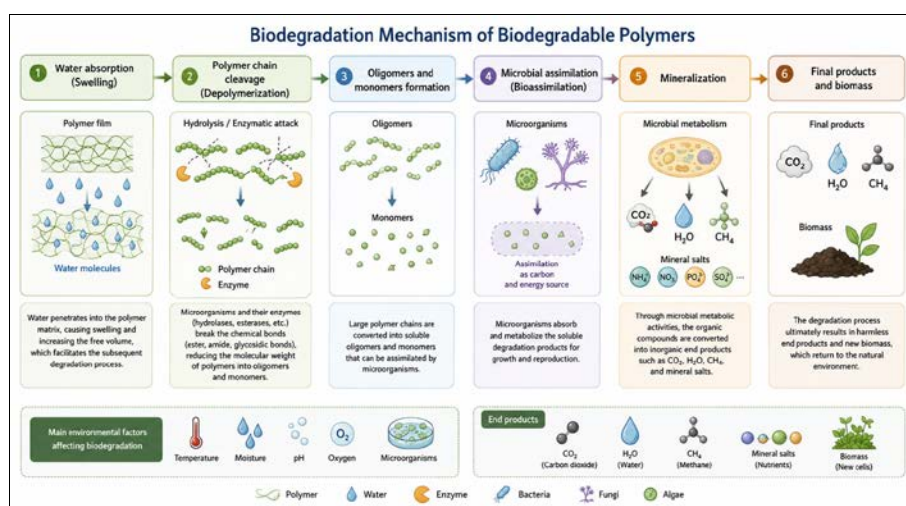 Biodegradation Mechanism of Biodegradable Polymers
1
Water absorption
(Swelling)
2
Polymer chain
cleavage
(Depolymerization)
3
Oligomers and
monomers formation
4
Microbial assimilation
(Bioassimilation)
5
Mineralization
6
Final products
and biomass
Polymer film
Water molecules
Water penetrates into the polymer
matrix, causing swelling and
increasing the free volume,
which facilitates the subsequent
degradation process.
Hydrolysis / Enzymatic attack
Polymer chain
Enzyme
Microorganisms and their enzymes
(hydrolases, esterases, etc.)
break the chemical bonds
(ester, amide, glycosidic bonds),
reducing the molecular weight
of polymers into oligomers
and monomers.
Oligomers
Monomers
Large polymer chains are
converted into soluble
oligomers and monomers
that can be assimilated by
microorganisms.
Microorganisms
Assimilation
as carbon
and energy source
Microorganisms absorb
and metabolize the soluble
degradation products for
growth and reproduction.
Microbial metabolism
CO₂
H₂O
CH₄
Mineral salts
Through microbial metabolic
activities, the organic
compounds are converted
into inorganic end products
such as CO₂, H₂O, CH₄,
and mineral salts.
Final products
CO₂
H₂O
CH₄
Biomass
The degradation process
ultimately results in harmless
end products and new biomass,
which return to the natural
environment.
Main environmental factors
affecting biodegradation
Temperature
Moisture
pH
O₂
Oxygen
Microorganisms
End products
CO₂
(Carbon dioxide)
H₂O
(Water)
CH₄
(Methane)
Mineral salts
(Nutrients)
Biomass
(New cells)
Polymer
Water
Enzyme
Bacteria
Fungi
Algae